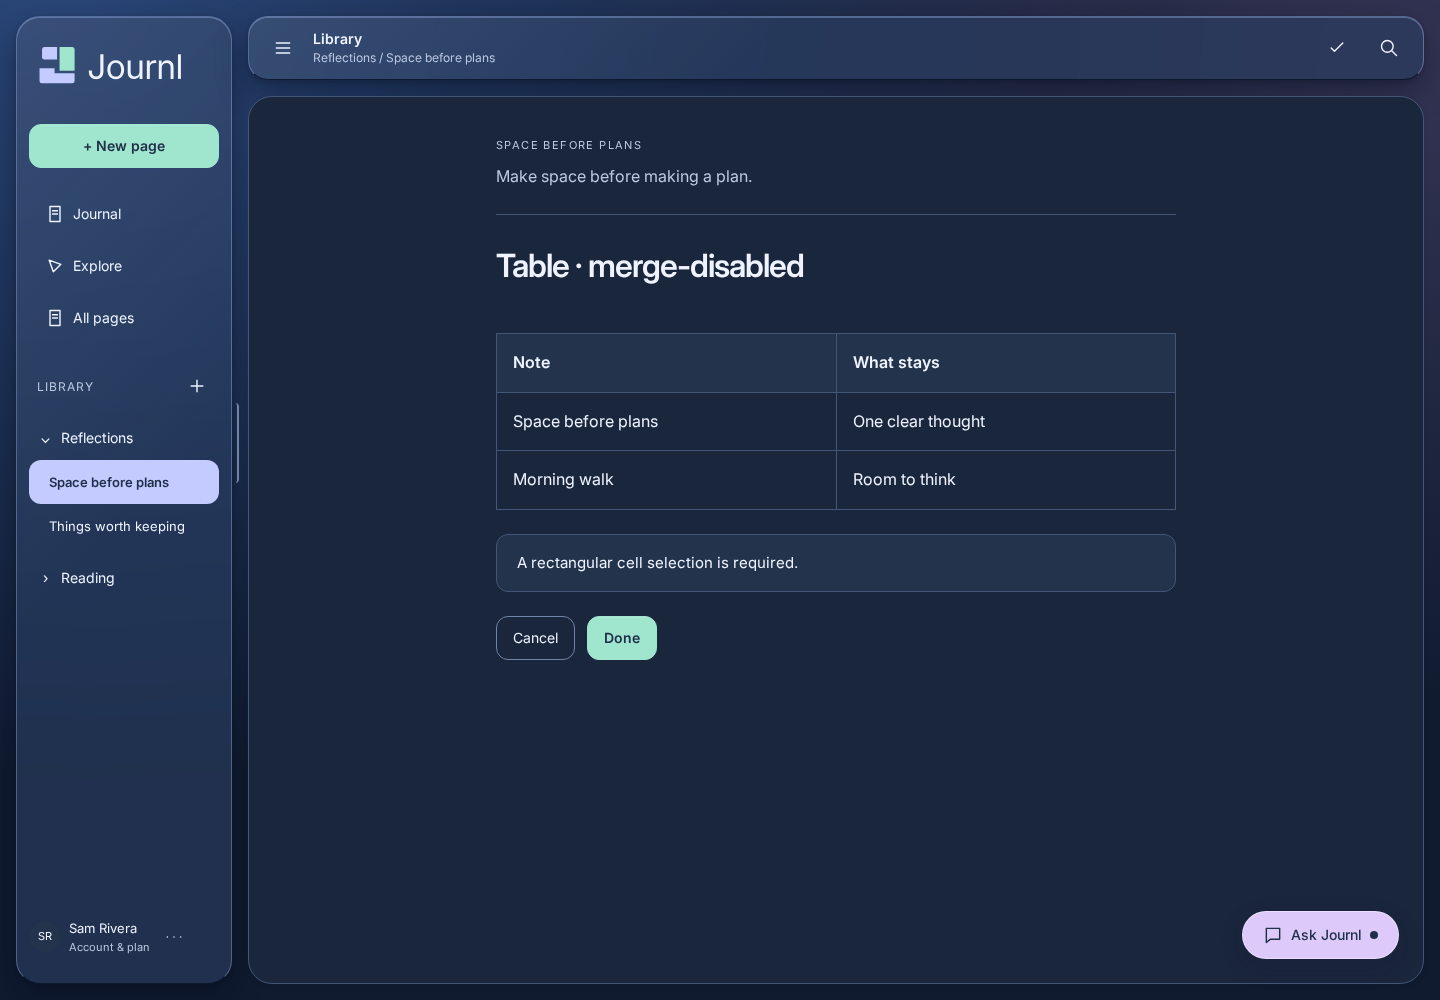 Journl
+ New page
Journal
Explore
All pages
LIBRARY
Reflections
Space before plans
Things worth keeping
Reading
SR
Sam Rivera
Account & plan
...
Library
Reflections / Space before plans
SPACE BEFORE PLANS
Make space before making a plan.
Table · merge-disabled
Note What stays
Space before plans One clear thought
Morning walk Room to think
A rectangular cell selection is required.
Cancel Done
Ask Journl